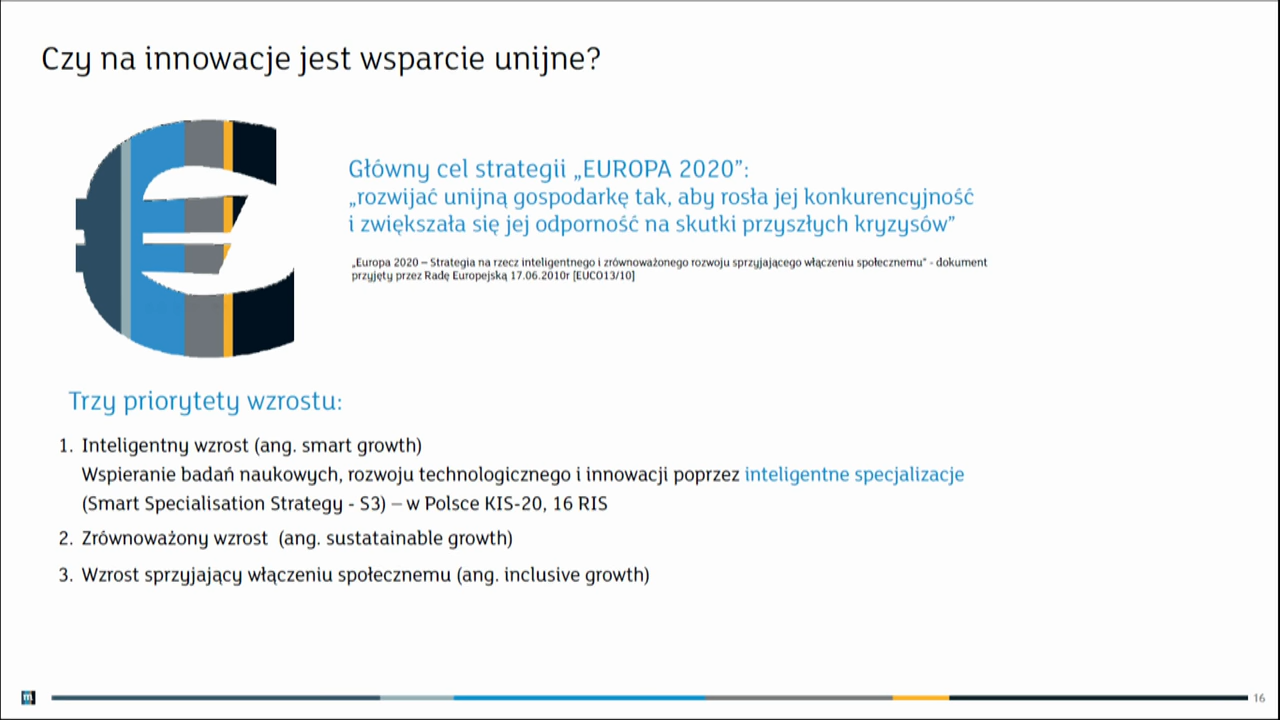 Czy na innowacje jest wsparcie unijne?
Główny cel strategii „EUROPA 2020”:
„rozwijać unijną gospodarkę tak, aby rosła jej konkurencyjność
i zwiększała się jej odporność na skutki przyszłych kryzysów”
„Europa 2020 – Strategia na rzecz inteligentnego i zrównoważonego rozwoju sprzyjającego włączeniu społecznemu” - dokument
przyjęty przez Radę Europejską 17.06.2010r [EUCO13/10]
Trzy priorytety wzrostu:
1. Inteligentny wzrost (ang. smart growth)
Wspieranie badań naukowych, rozwoju technologicznego i innowacji poprzez inteligentne specjalizacje
(Smart Specialisation Strategy - S3) – w Polsce KIS-20, 16 RIS
2. Zrównoważony wzrost (ang. sustatainable growth)
3. Wzrost sprzyjający włączeniu społecznemu (ang. inclusive growth)
m
16